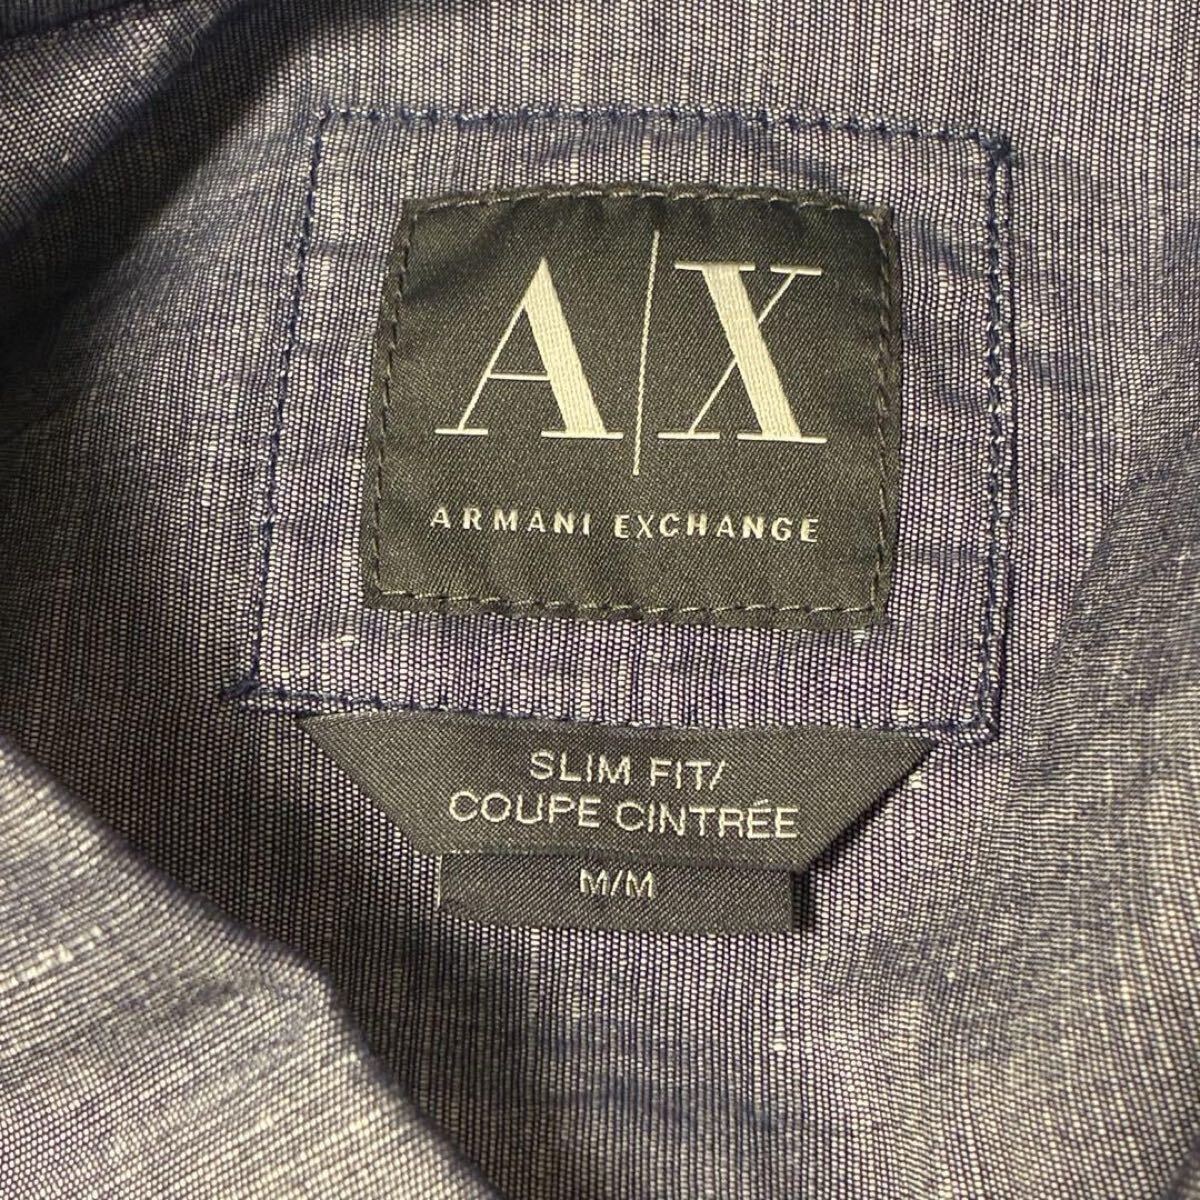 A|X
ARMANI EXCHANGE
SLIM FIT/
COUPE CINTRÉE
M/M